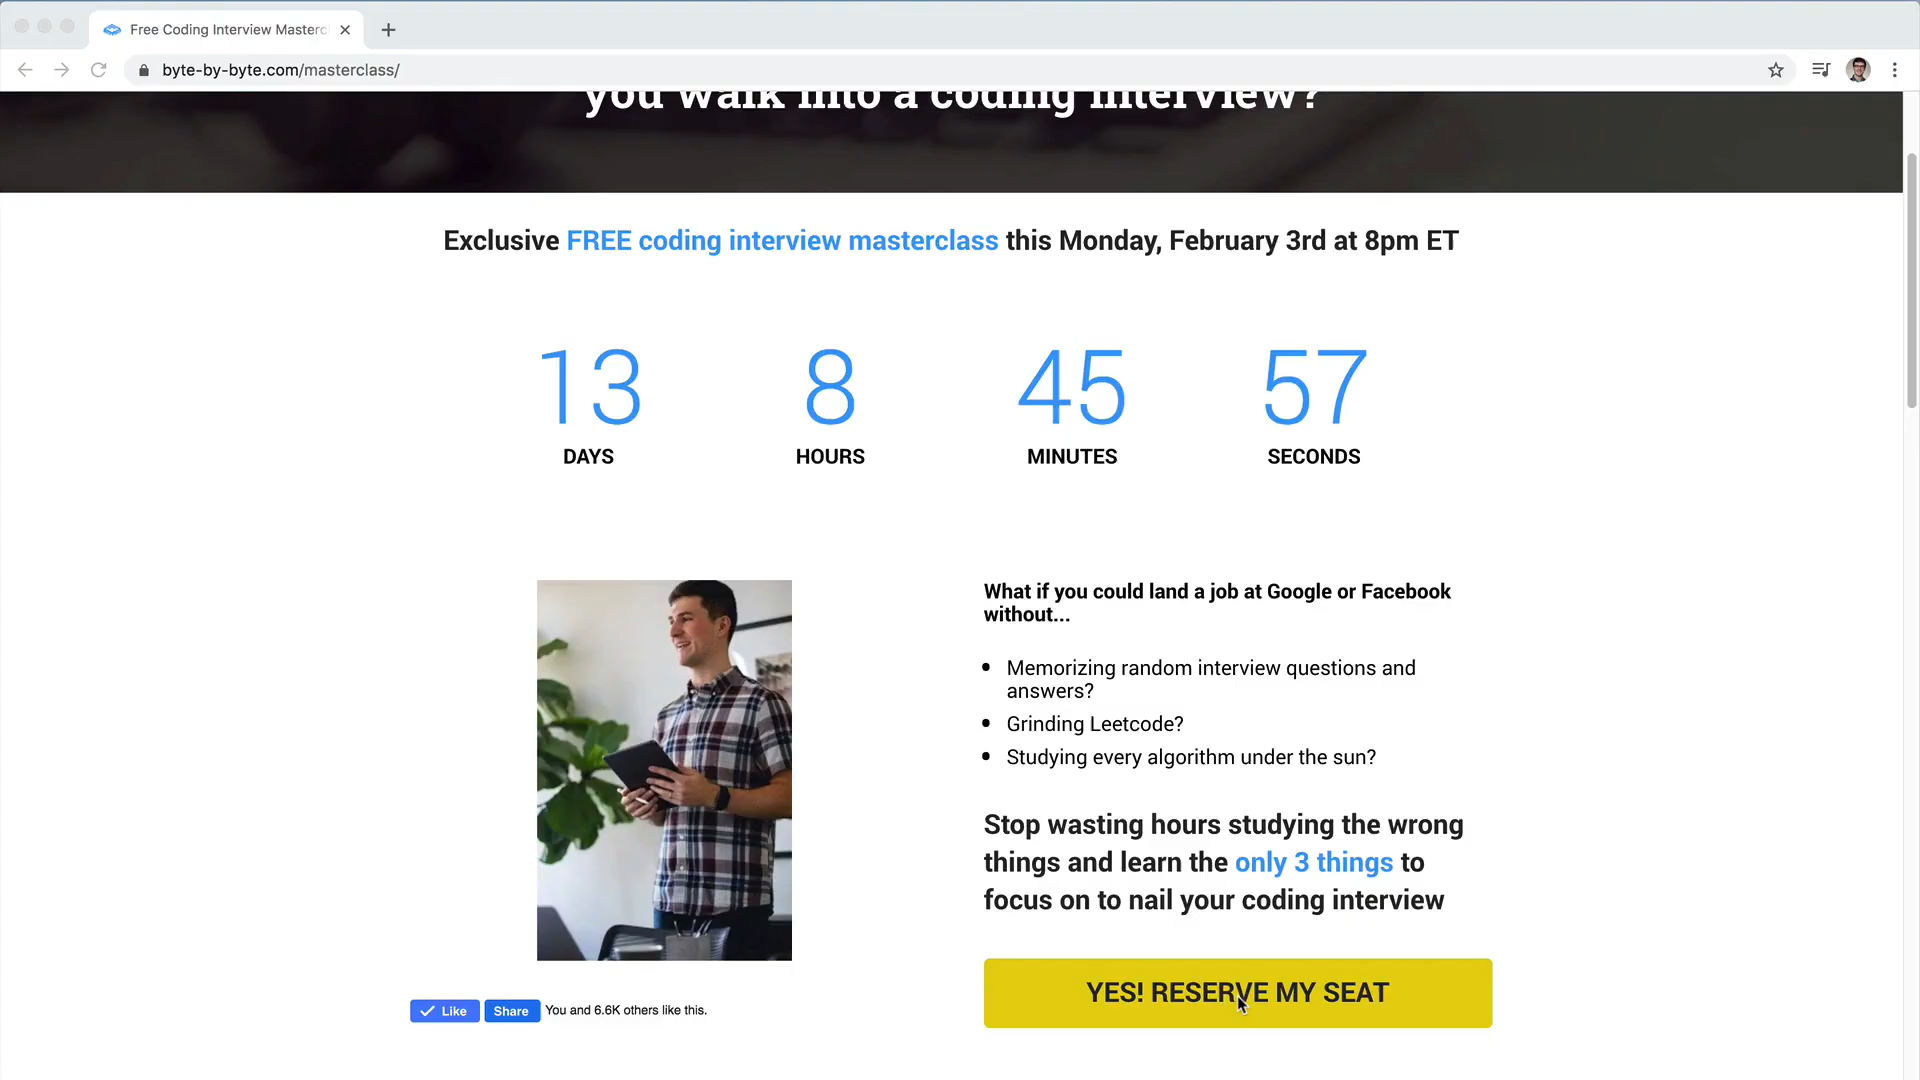 Free Coding Interview Masterc
byte-by-byte.com/masterclass/
you walk into a coding interview?
Exclusive FREE coding interview masterclass this Monday, February 3rd at 8pm ET
13 8 45 57
DAYS HOURS MINUTES SECONDS
What if you could land a job at Google or Facebook
without...
Memorizing random interview questions and
answers?
Grinding Leetcode?
Studying every algorithm under the sun?
Stop wasting hours studying the wrong
things and learn the only 3 things to
focus on to nail your coding interview
YES! RESERVE MY SEAT
Like Share You and 6.6K others like this.